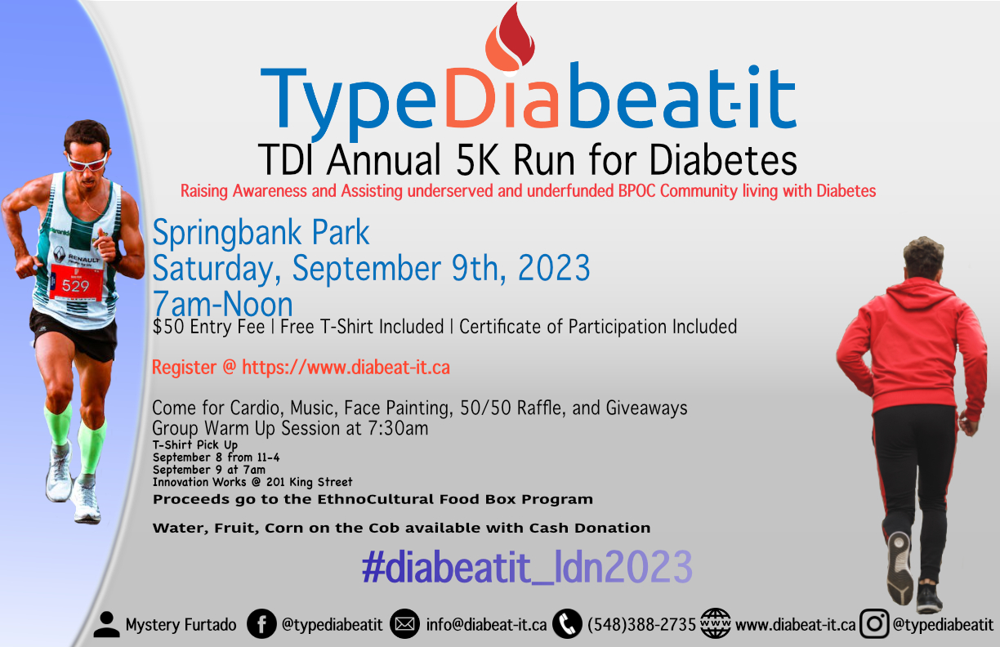 TypeDiabeat-it
TDI Annual 5K Run for Diabetes
Raising Awareness and Assisting underserved and underfunded BPOC Community living with Diabetes
Springbank Park
Saturday, September 9th, 2023
7am-Noon
$50 Entry Fee | Free T-Shirt Included | Certificate of Participation Included
RENAULT
529
Register @ https://www.diabeat-it.ca
Come for Cardio, Music, Face Painting, 50/50 Raffle, and Giveaways
Group Warm Up Session at 7:30am
T-Shirt Pick Up
September 8 from 11-4
September 9 at 7am
Innovation Works @ 201 King Street
Proceeds go to the EthnoCultural Food Box Program
Water, Fruit, Corn on the Cob available with Cash Donation
#diabeatit_ldn2023
Mystery Furtado @typediabeatit info@diabeat-it.ca (548)388-2735 www www.diabeat-it.ca @typediabeatit